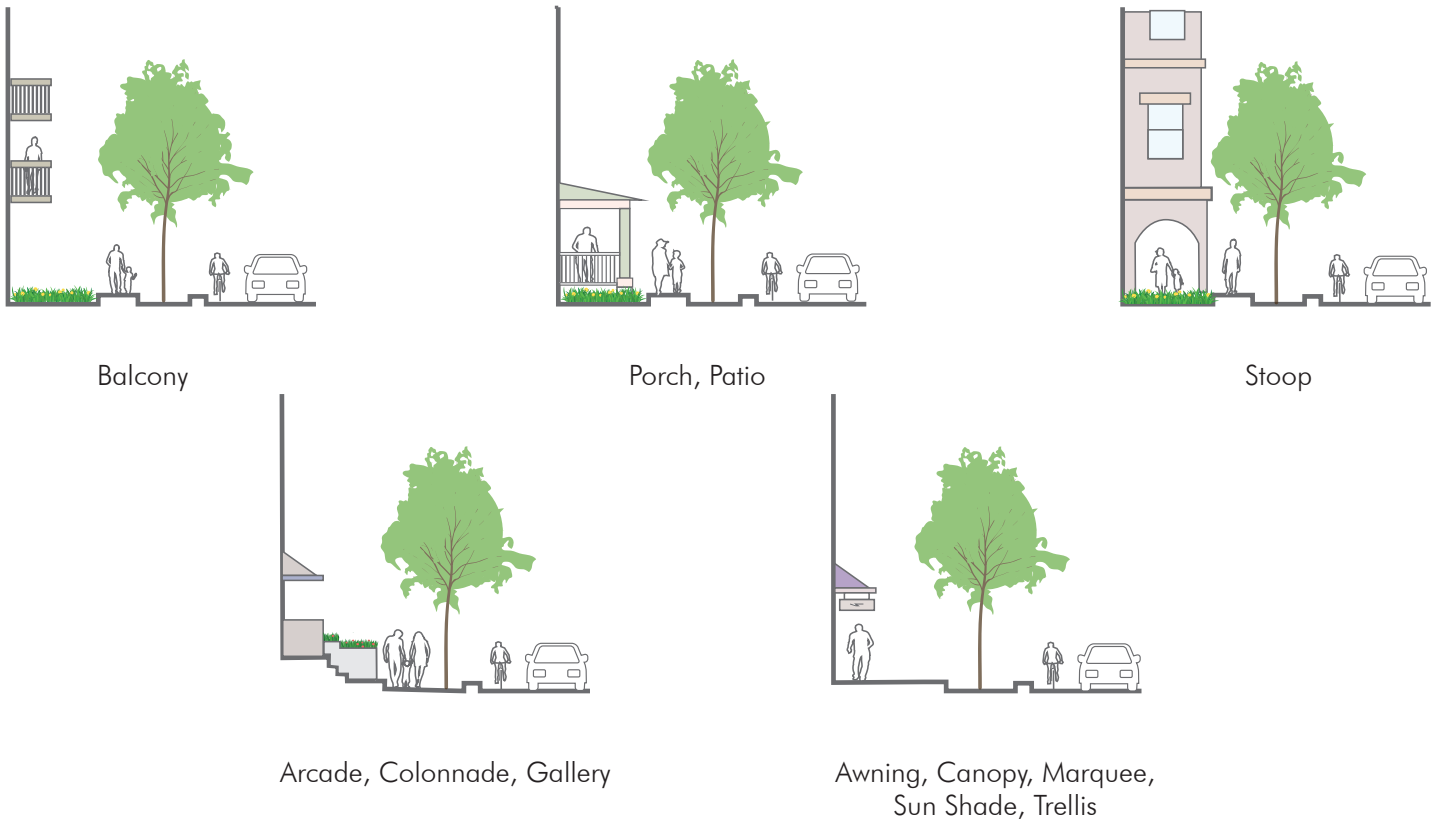 Balcony
Porch, Patio
Stoop
Arcade, Colonnade, Gallery
Awning, Canopy, Marquee,
Sun Shade, Trellis